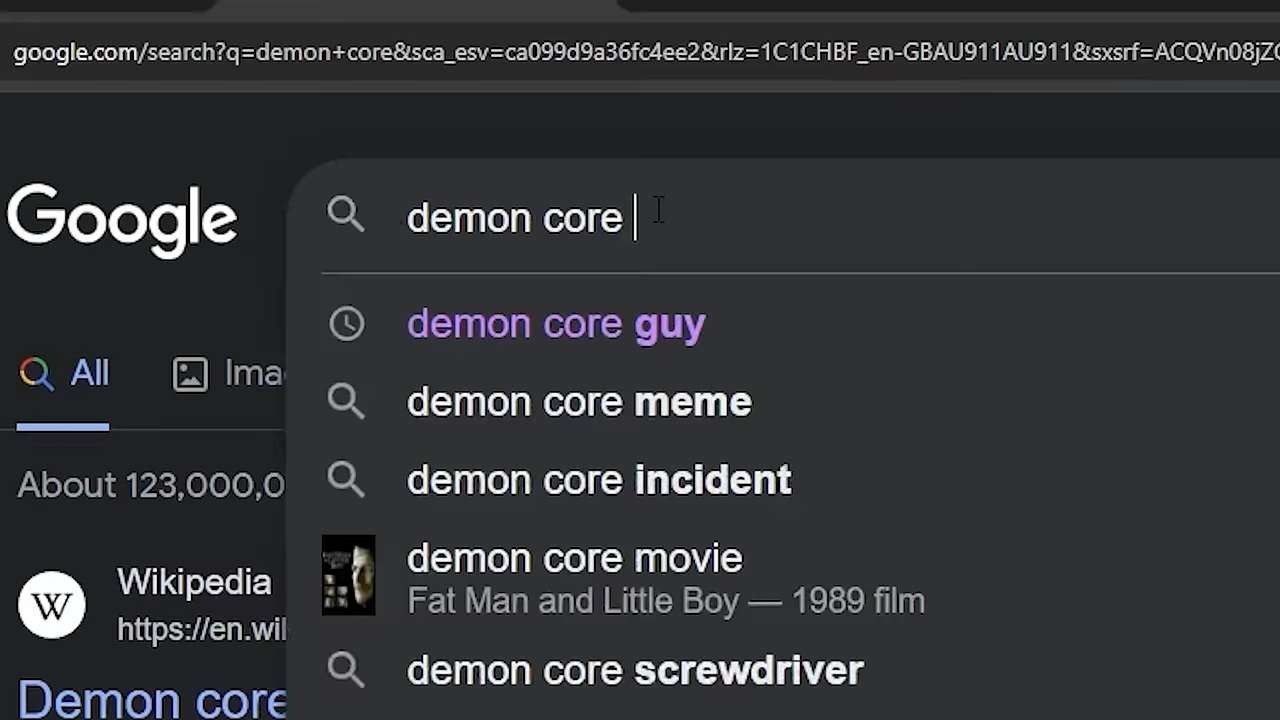 google.com/search?q=demon+core&sca_esv=ca099d9a36fc4ee2&rlz=1C1CHBF_en-GBAU911AU911&sxsrf=ACQVn08jZ
Google
demon core
demon core guy
All
Ima
demon core meme
About 123,000,0
demon core incident
demon core movie
Fat Man and Little Boy — 1989 film
Wikipedia
W
https://en.wi
demon core screwdriver
Demon core